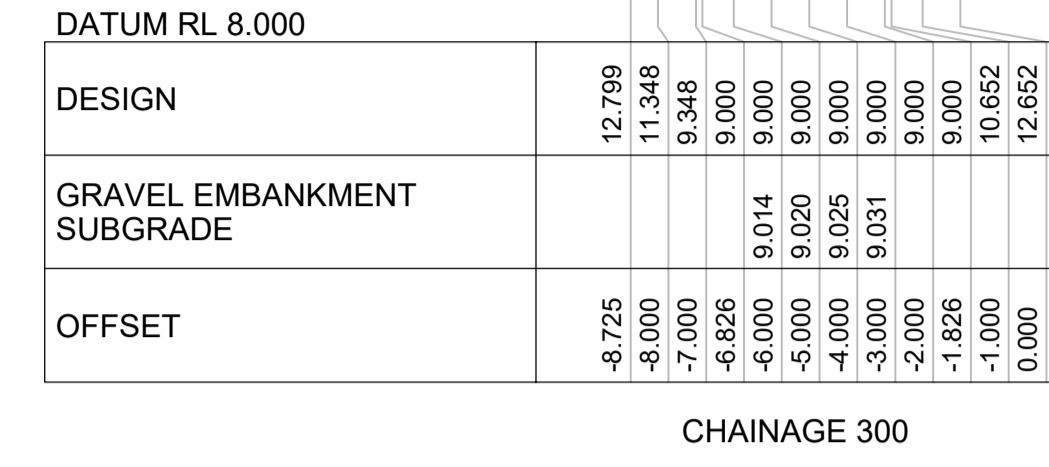 DATUM RL 8.000
DESIGN
12.799 11.348 9.348 9.000 9.000 9.000 9.000 9.000 9.000 9.000 10.652 12.652
GRAVEL EMBANKMENT
SUBGRADE
9.014 9.020 9.025 9.031
OFFSET
-8.725 -8.000 -7.000 -6.826 -6.000 -5.000 -4.000 -3.000 -2.000 -1.826 -1.000 0.000
CHAINAGE 300